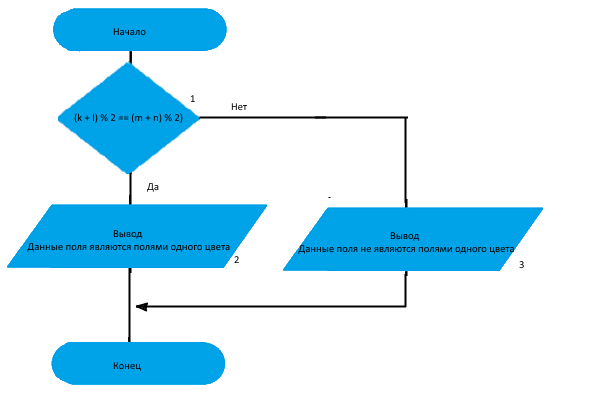 Начало
1
(k + l) % 2 == (m + n) % 2)
Нет
Да
-
Вывод
Данные поля являются полями одного цвета
2
Вывод
Данные поля не являются полями одного цвета
3
Конец